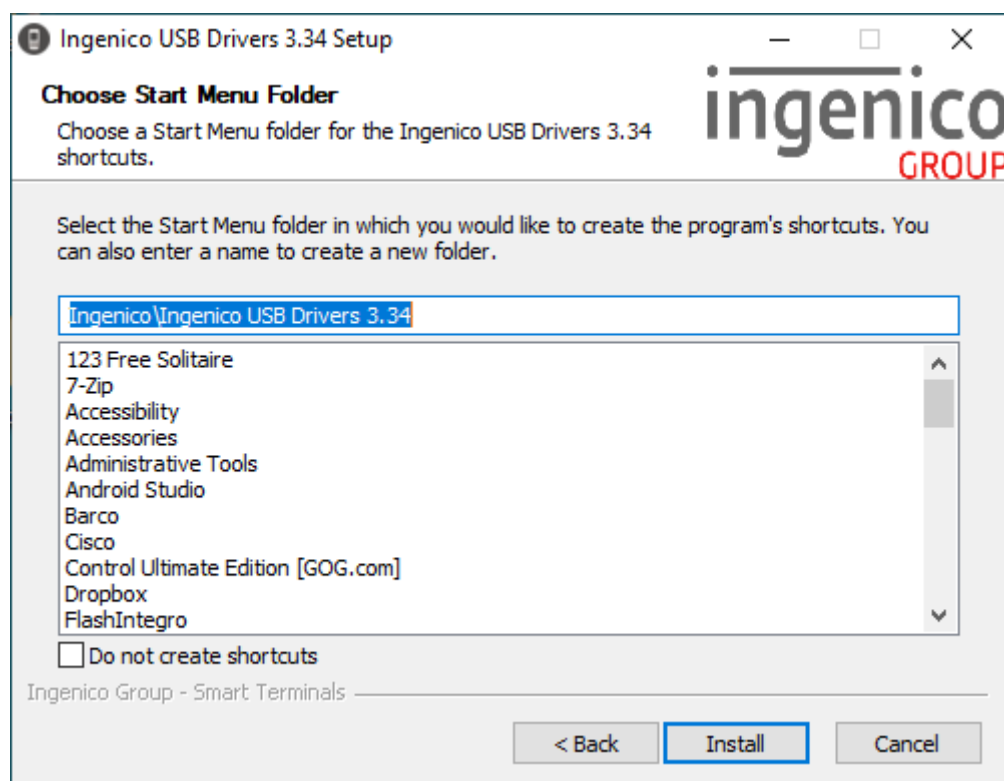 Ingenico USB Drivers 3.34 Setup
Choose Start Menu Folder
Choose a Start Menu folder for the Ingenico USB Drivers 3.34
shortcuts.
ingenico
GROUP
Select the Start Menu folder in which you would like to create the program's shortcuts. You
can also enter a name to create a new folder.
Ingenico\Ingenico USB Drivers 3.34
123 Free Solitaire
7-Zip
Accessibility
Accessories
Administrative Tools
Android Studio
Barco
Cisco
Control Ultimate Edition [GOG.com]
Dropbox
FlashIntegro
Do not create shortcuts
Ingenico Group - Smart Terminals
< Back Install Cancel